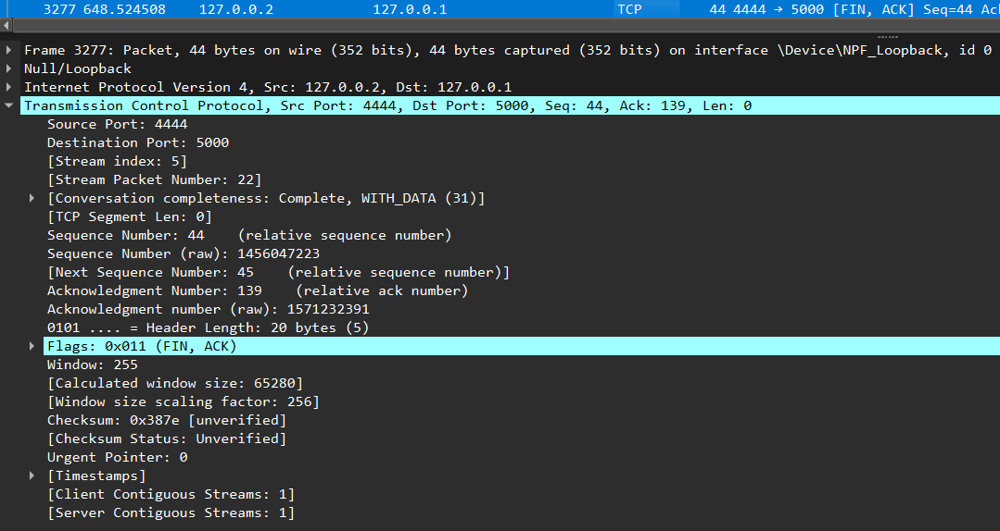 3277 648.524508 127.0.0.2 127.0.0.1 TCP 44 4444 → 5000 [FIN, ACK] Seq=44 Ac
Frame 3277: Packet, 44 bytes on wire (352 bits), 44 bytes captured (352 bits) on interface \Device\NPF_Loopback, id 0
Null/Loopback
Internet Protocol Version 4, Src: 127.0.0.2, Dst: 127.0.0.1
Transmission Control Protocol, Src Port: 4444, Dst Port: 5000, Seq: 44, Ack: 139, Len: 0
Source Port: 4444
Destination Port: 5000
[Stream index: 5]
[Stream Packet Number: 22]
[Conversation completeness: Complete, WITH_DATA (31)]
[TCP Segment Len: 0]
Sequence Number: 44    (relative sequence number)
Sequence Number (raw): 1456047223
[Next Sequence Number: 45    (relative sequence number)]
Acknowledgment Number: 139    (relative ack number)
Acknowledgment number (raw): 1571232391
0101 .... = Header Length: 20 bytes (5)
Flags: 0x011 (FIN, ACK)
Window: 255
[Calculated window size: 65280]
[Window size scaling factor: 256]
Checksum: 0x387e [unverified]
[Checksum Status: Unverified]
Urgent Pointer: 0
[Timestamps]
[Client Contiguous Streams: 1]
[Server Contiguous Streams: 1]